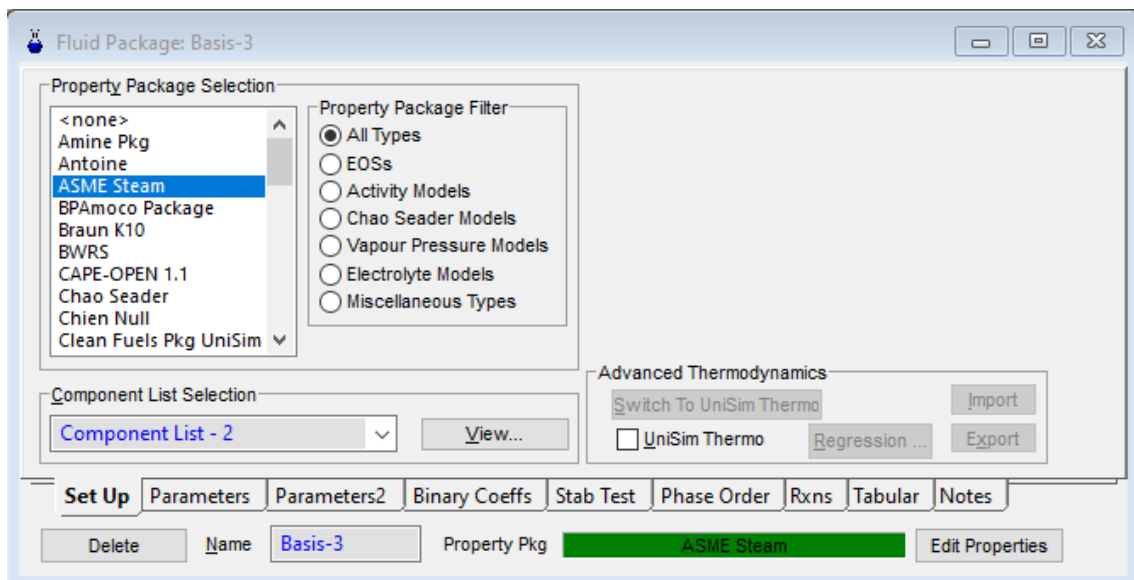 Fluid Package: Basis-3
Property Package Selection
<none>
Amine Pkg
Antoine
ASME Steam
BPAmoco Package
Braun K10
BWRS
CAPE-OPEN 1.1
Chao Seader
Chien Null
Clean Fuels Pkg UniSim
Property Package Filter
All Types
EOSs
Activity Models
Chao Seader Models
Vapour Pressure Models
Electrolyte Models
Miscellaneous Types
Component List Selection
Component List - 2
View...
Advanced Thermodynamics
Switch To UniSim Thermo
Import
UniSim Thermo
Regression ...
Export
Set Up Parameters Parameters2 Binary Coeffs Stab Test Phase Order Rxns Tabular Notes
Delete Name Basis-3 Property Pkg ASME Steam Edit Properties